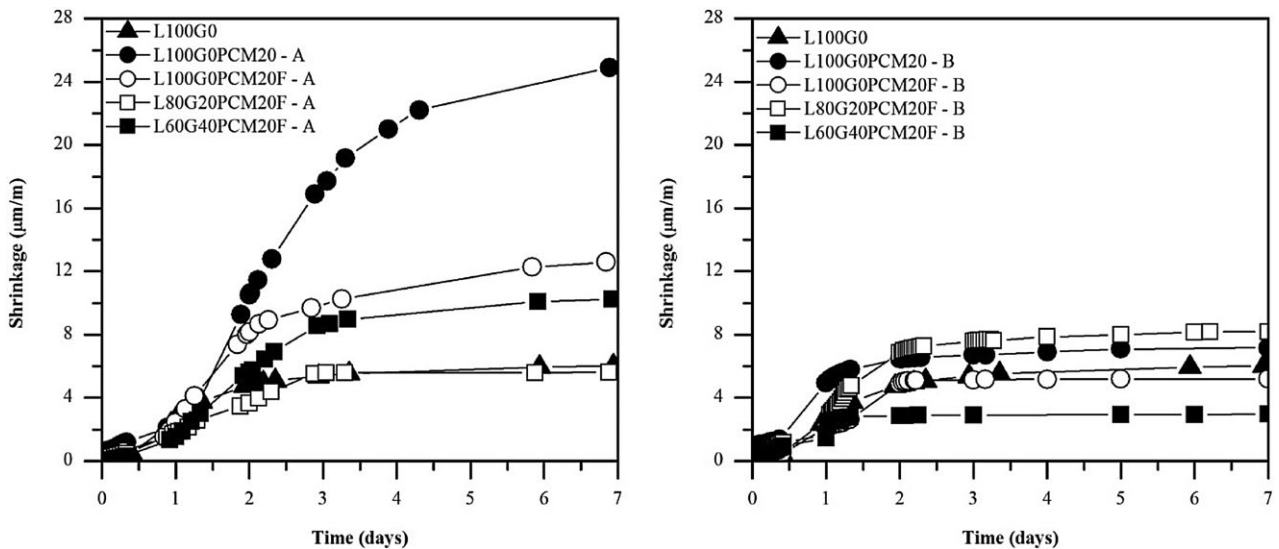 28
24
20
16
12
8
4
0
Shrinkage (μm/m)
L100G0
L100G0PCM20 - A
L100G0PCM20F - A
L80G20PCM20F - A
L60G40PCM20F - A
0 1 2 3 4 5 6 7
Time (days)
28
24
20
16
12
8
4
0
Shrinkage (μm/m)
L100G0
L100G0PCM20 - B
L100G0PCM20F - B
L80G20PCM20F - B
L60G40PCM20F - B
0 1 2 3 4 5 6 7
Time (days)